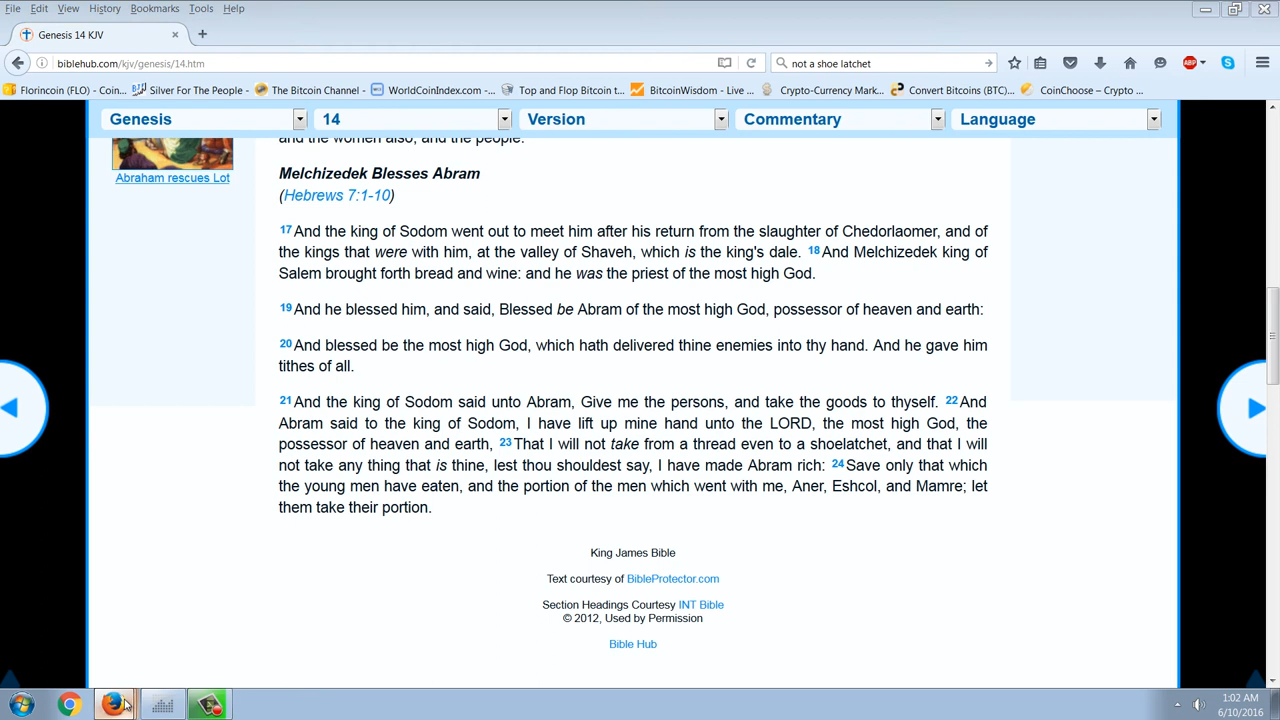 File Edit View History Bookmarks Tools Help
Genesis 14 KJV
biblehub.com/kjv/genesis/14.htm
not a shoe latchet
ABP
Florincoin (FLO) - Coin... Silver For The People - ... The Bitcoin Channel - ... WorldCoinIndex.com -... Top and Flop Bitcoin t... BitcoinWisdom - Live ... Crypto-Currency Mark... Convert Bitcoins (BTC)... CoinChoose – Crypto ...
Genesis 14 Version Commentary Language
and the women also, and the people.
Abraham rescues Lot
Melchizedek Blesses Abram
(Hebrews 7:1-10)
17And the king of Sodom went out to meet him after his return from the slaughter of Chedorlaomer, and of
the kings that were with him, at the valley of Shaveh, which is the king's dale. 18And Melchizedek king of
Salem brought forth bread and wine: and he was the priest of the most high God.
19And he blessed him, and said, Blessed be Abram of the most high God, possessor of heaven and earth:
20And blessed be the most high God, which hath delivered thine enemies into thy hand. And he gave him
tithes of all.
21And the king of Sodom said unto Abram, Give me the persons, and take the goods to thyself. 22And
Abram said to the king of Sodom, I have lift up mine hand unto the LORD, the most high God, the
possessor of heaven and earth, 23That I will not take from a thread even to a shoelatchet, and that I will
not take any thing that is thine, lest thou shouldest say, I have made Abram rich: 24Save only that which
the young men have eaten, and the portion of the men which went with me, Aner, Eshcol, and Mamre; let
them take their portion.
King James Bible
Text courtesy of BibleProtector.com
Section Headings Courtesy INT Bible
© 2012, Used by Permission
Bible Hub
1:02 AM
6/10/2016